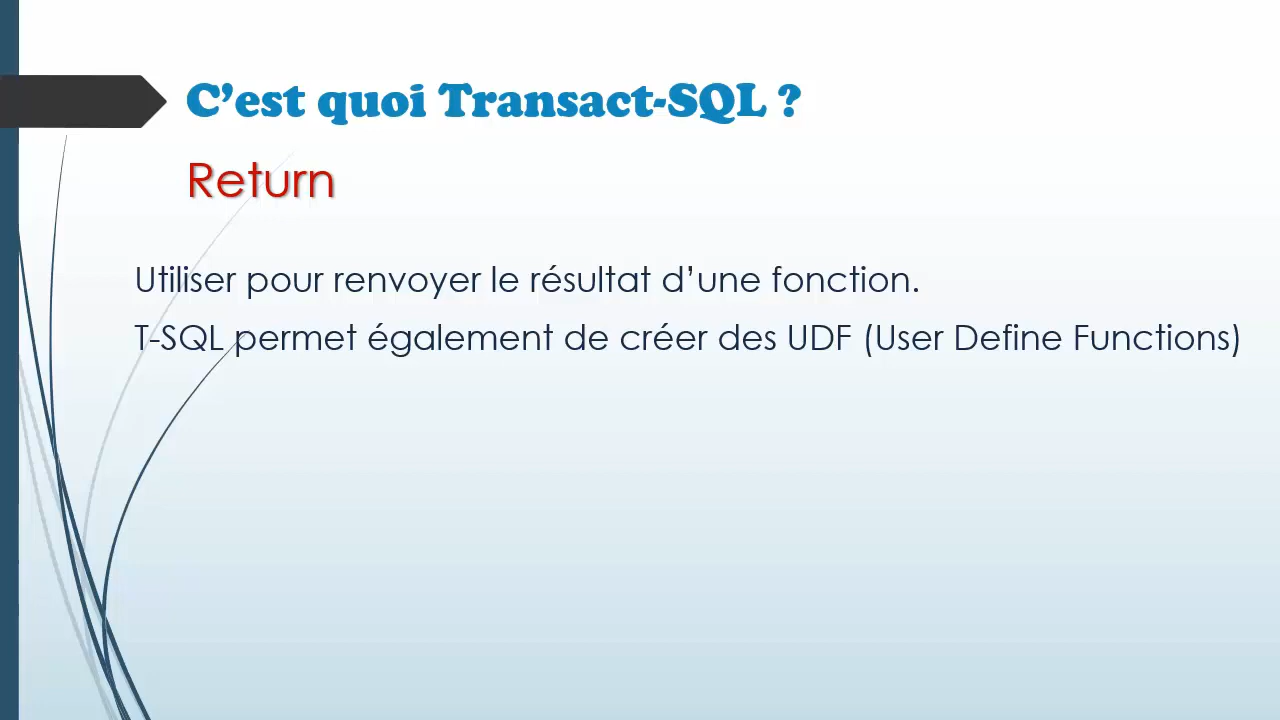 C’est quoi Transact-SQL ?
Return
Utiliser pour renvoyer le résultat d’une fonction.
T-SQL permet également de créer des UDF (User Define Functions)